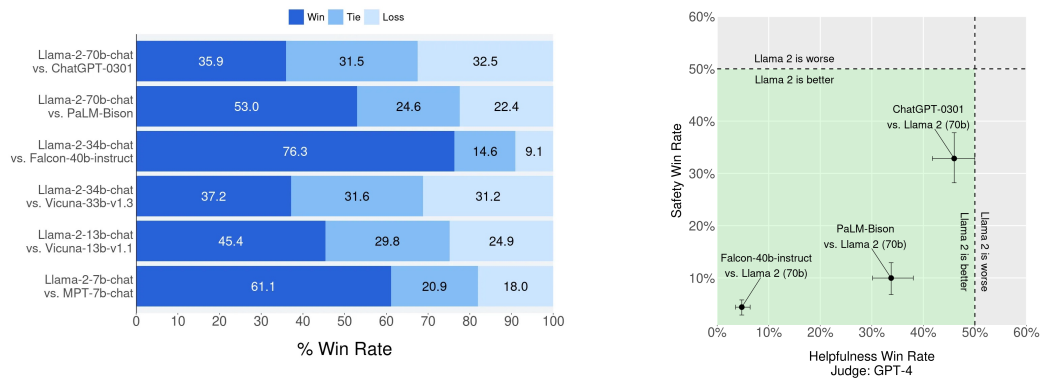 Win Tie Loss
Llama-2-70b-chat
vs. ChatGPT-0301
35.9 31.5 32.5
Llama-2-70b-chat
vs. PaLM-Bison
53.0 24.6 22.4
Llama-2-34b-chat
vs. Falcon-40b-instruct
76.3 14.6 9.1
Llama-2-34b-chat
vs. Vicuna-33b-v1.3
37.2 31.6 31.2
Llama-2-13b-chat
vs. Vicuna-13b-v1.1
45.4 29.8 24.9
Llama-2-7b-chat
vs. MPT-7b-chat
61.1 20.9 18.0
0 10 20 30 40 50 60 70 80 90 100
% Win Rate
60%
50%
40%
30%
20%
10%
Safety Win Rate
Llama 2 is worse
Llama 2 is better
ChatGPT-0301
vs. Llama 2 (70b)
PaLM-Bison
vs. Llama 2 (70b)
Falcon-40b-instruct
vs. Llama 2 (70b)
Llama 2 is better
Llama 2 is worse
0% 10% 20% 30% 40% 50% 60%
Helpfulness Win Rate
Judge: GPT-4